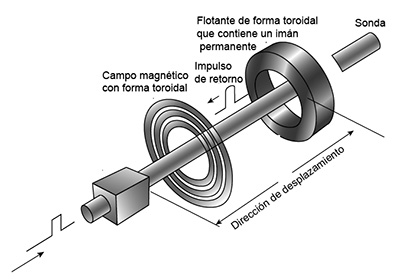 Flotante de forma toroidal
que contiene un imán
permanente
Sonda
Impulso
de retorno
Campo magnético
con forma toroidal
Dirección de desplazamiento